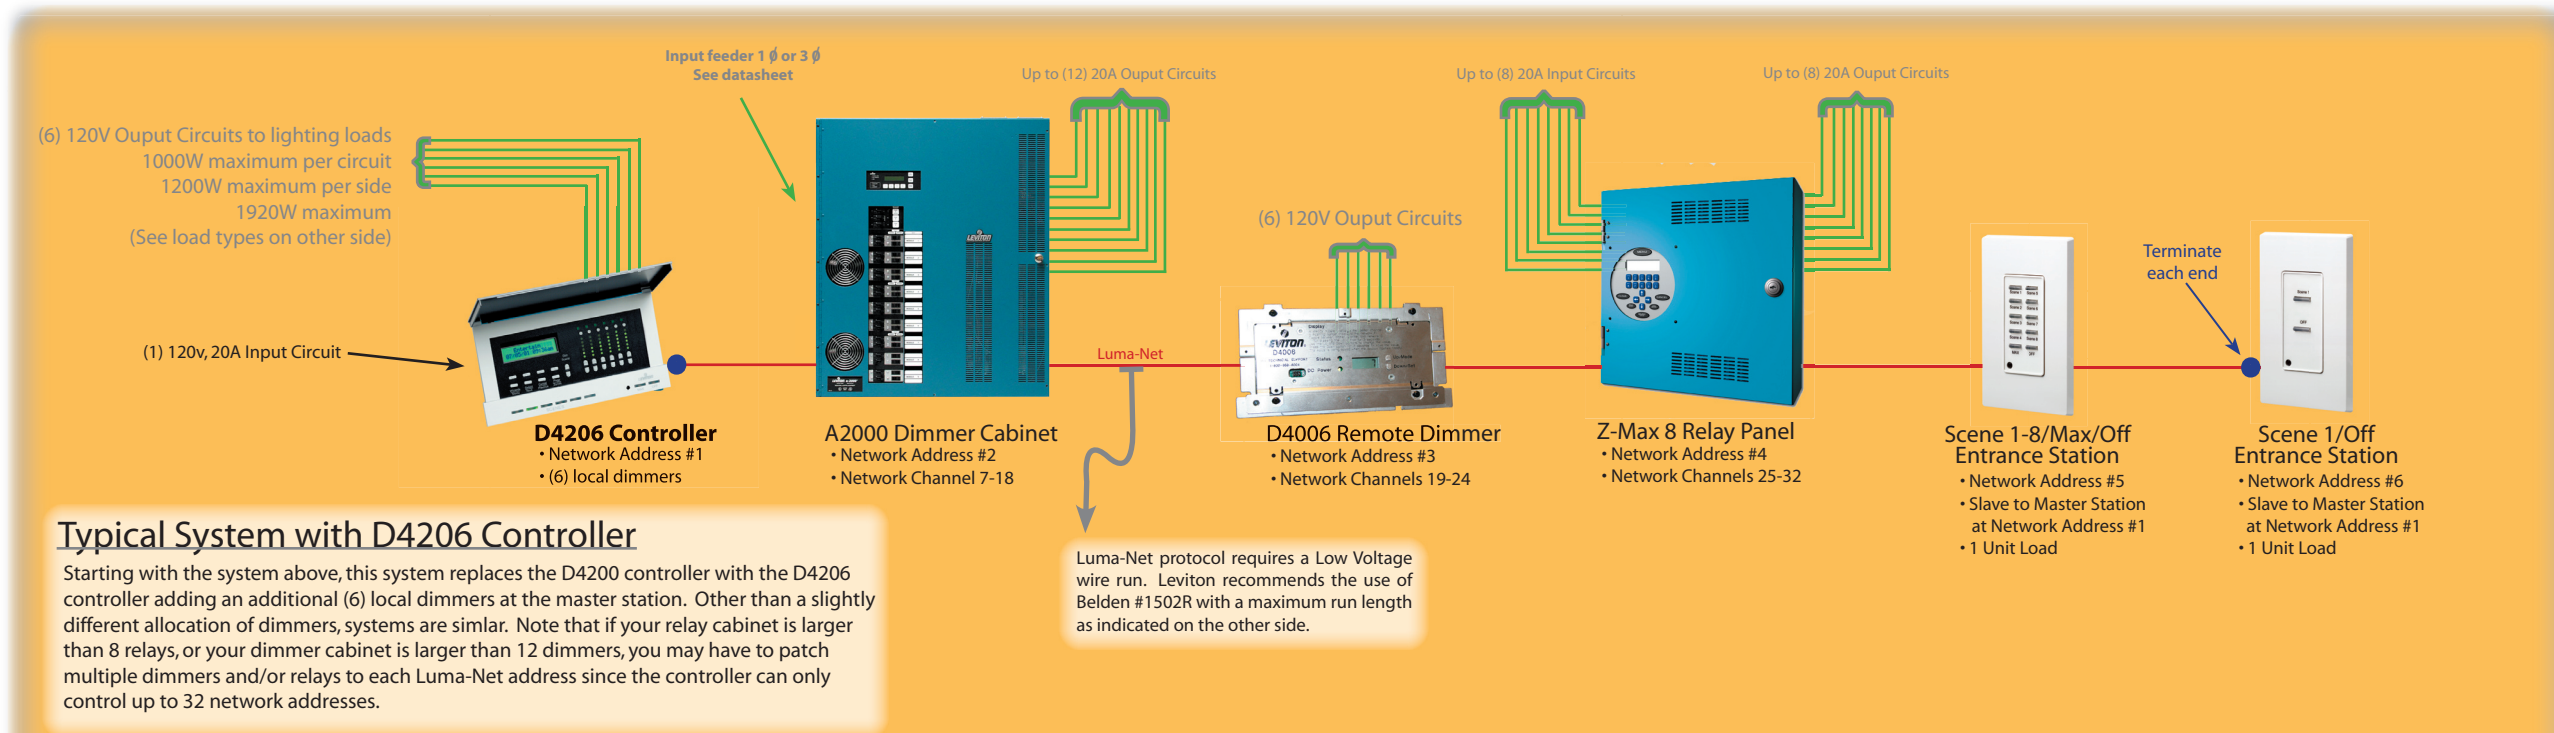 Input feeder 1 ϕ or 3 ϕ
See datasheet
Up to (12) 20A Ouput Circuits
Up to (8) 20A Input Circuits
Up to (8) 20A Ouput Circuits
(6) 120V Ouput Circuits to lighting loads
1000W maximum per circuit
1200W maximum per side
1920W maximum
(See load types on other side)
(6) 120V Ouput Circuits
Terminate
each end
(1) 120v, 20A Input Circuit
Luma-Net
LEVITON
LEVITON
D4006
Display
Status
DC Power
D4206 Controller
• Network Address #1
• (6) local dimmers
A2000 Dimmer Cabinet
• Network Address #2
• Network Channel 7-18
D4006 Remote Dimmer
• Network Address #3
• Network Channels 19-24
Z-Max 8 Relay Panel
• Network Address #4
• Network Channels 25-32
Scene 1-8/Max/Off
Entrance Station
• Network Address #5
• Slave to Master Station
at Network Address #1
• 1 Unit Load
Scene 1/Off
Entrance Station
• Network Address #6
• Slave to Master Station
at Network Address #1
• 1 Unit Load
Typical System with D4206 Controller
Starting with the system above, this system replaces the D4200 controller with the D4206
controller adding an additional (6) local dimmers at the master station. Other than a slightly
different allocation of dimmers, systems are simlar. Note that if your relay cabinet is larger
than 8 relays, or your dimmer cabinet is larger than 12 dimmers, you may have to patch
multiple dimmers and/or relays to each Luma-Net address since the controller can only
control up to 32 network addresses.
Luma-Net protocol requires a Low Voltage
wire run. Leviton recommends the use of
Belden #1502R with a maximum run length
as indicated on the other side.